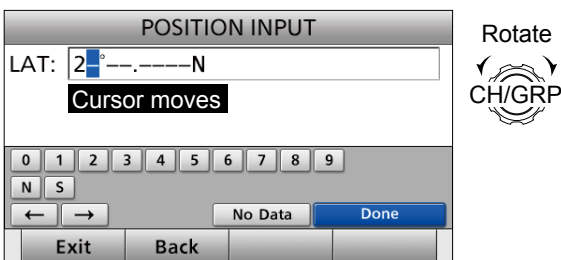 POSITION INPUT
Rotate
LAT: 2-°--.----N
CH/GRP
Cursor moves
0 1 2 3 4 5 6 7 8 9
N S
← → No Data Done
Exit Back